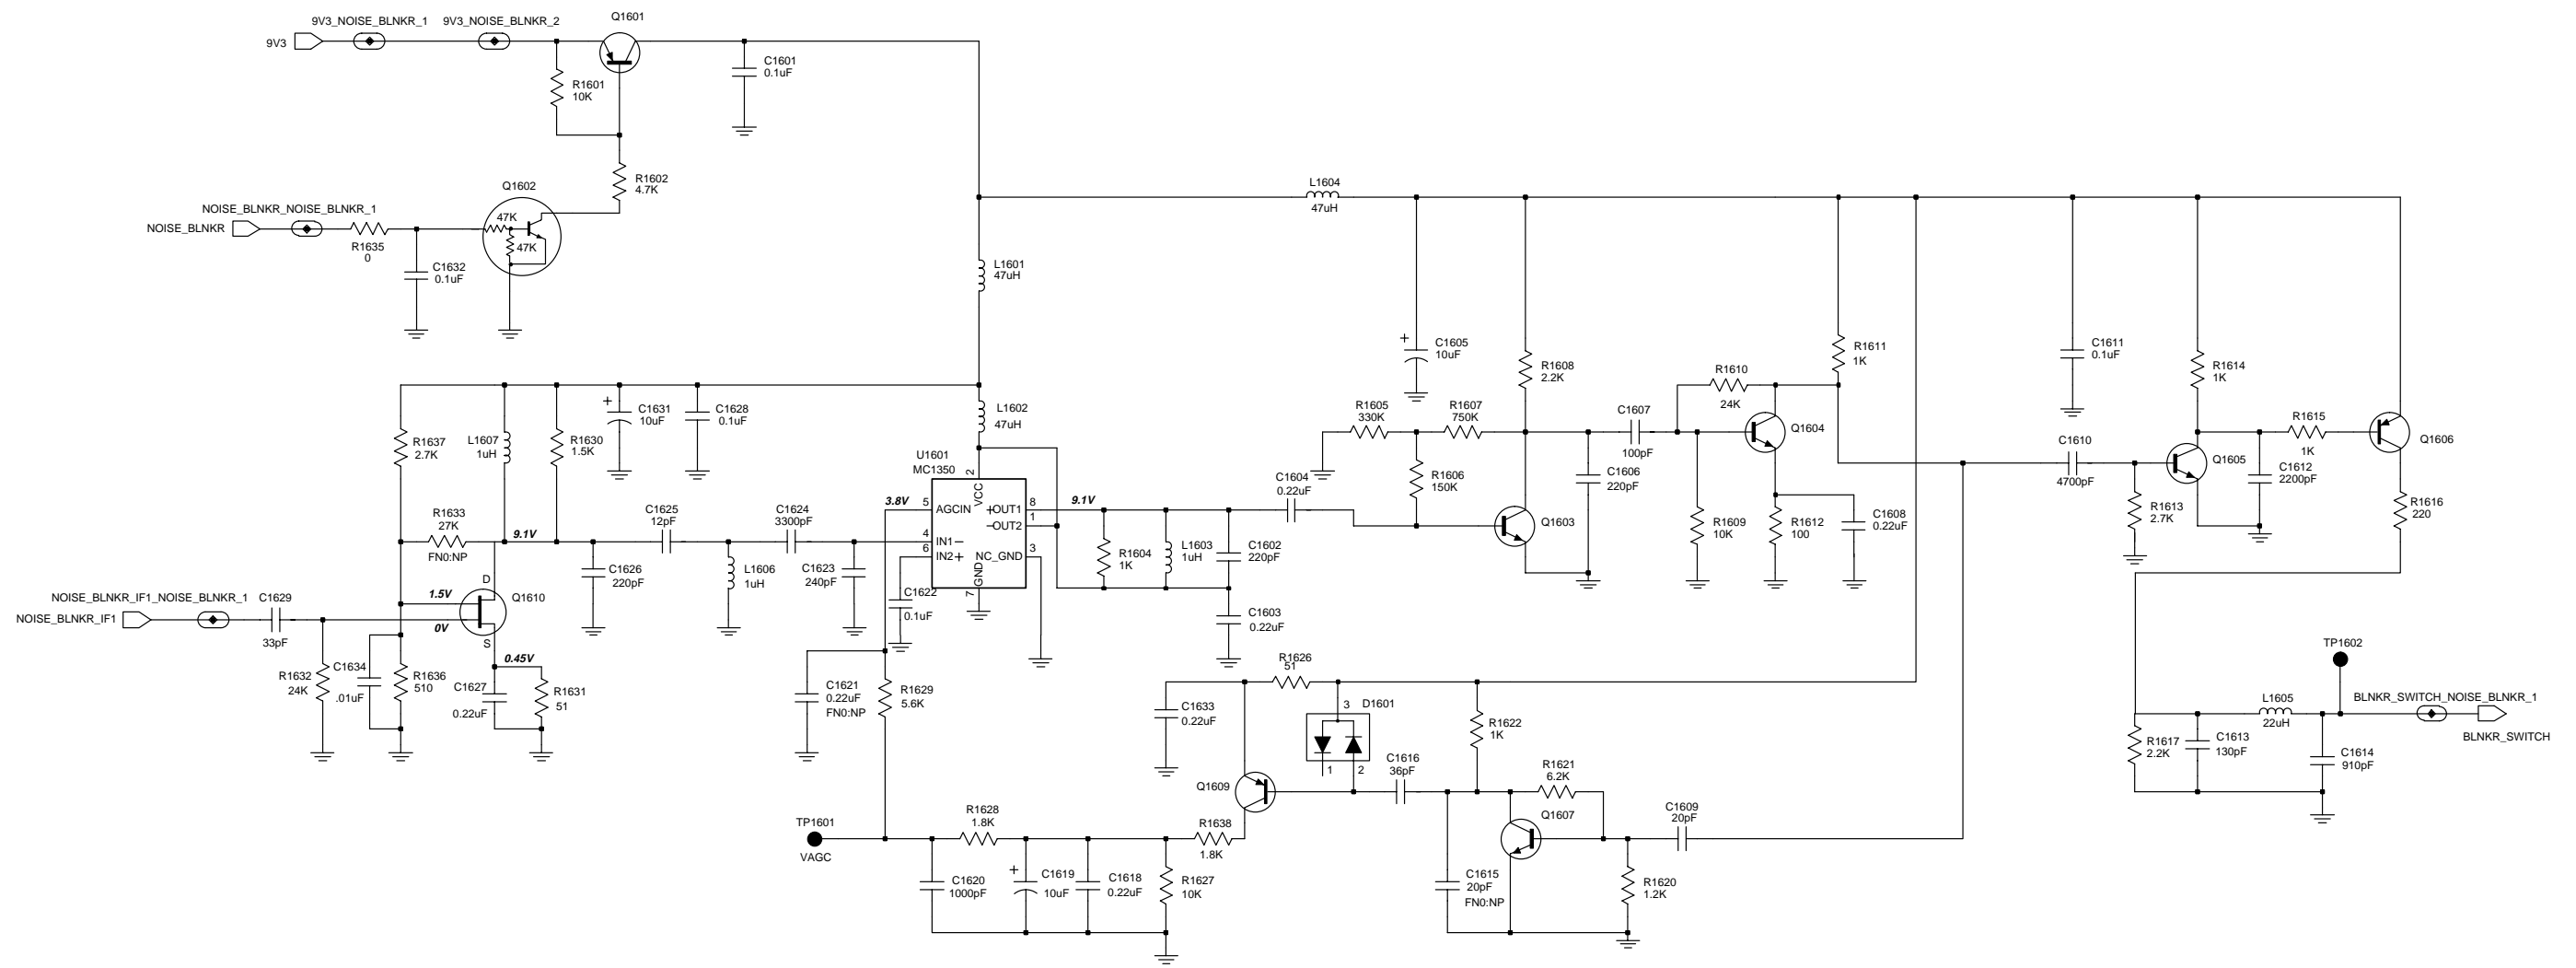 9V3_NOISE_BLNKR_1
9V3_NOISE_BLNKR_2
Q1601
9V3
R1601
10K
C1601
0.1uF
R1602
4.7K
Q1602
NOISE_BLNKR_NOISE_BLNKR_1
NOISE_BLNKR
R1635
0
47K
47K
C1632
0.1uF
L1604
47uH
L1601
47uH
L1602
47uH
R1637
2.7K
L1607
1uH
R1630
1.5K
+
C1631
10uF
C1628
0.1uF
R1633
27K
FN0:NP
9.1V
C1625
12pF
C1624
3300pF
C1626
220pF
L1606
1uH
C1623
240pF
D
S
Q1610
1.5V
0V
0.45V
NOISE_BLNKR_IF1_NOISE_BLNKR_1
NOISE_BLNKR_IF1
C1629
33pF
R1632
24K
C1634
.01uF
R1636
510
C1627
0.22uF
R1631
51
U1601
MC1350
3.8V
5
4
6
2
VCC
AGCIN
IN1-
IN2+
+OUT1
-OUT2
NC_GND
GND
7
8
1
3
9.1V
C1622
0.1uF
R1604
1K
L1603
1uH
C1602
220pF
C1603
0.22uF
C1604
0.22uF
+
C1605
10uF
R1605
330K
R1607
750K
R1606
150K
R1608
2.2K
Q1603
C1606
220pF
C1607
100pF
R1610
24K
Q1604
R1609
10K
R1612
100
C1608
0.22uF
R1611
1K
C1611
0.1uF
C1610
4700pF
R1613
2.7K
R1614
1K
Q1605
C1612
2200pF
R1615
1K
Q1606
R1616
220
C1621
0.22uF
FN0:NP
R1629
5.6K
C1633
0.22uF
R1626
51
3
D1601
1
2
Q1609
C1616
36pF
R1622
1K
R1621
6.2K
Q1607
C1609
20pF
C1615
20pF
FN0:NP
R1620
1.2K
TP1601
VAGC
R1628
1.8K
R1638
1.8K
C1620
1000pF
+
C1619
10uF
C1618
0.22uF
R1627
10K
TP1602
L1605
22uH
BLNKR_SWITCH_NOISE_BLNKR_1
BLNKR_SWITCH
R1617
2.2K
C1613
130pF
C1614
910pF